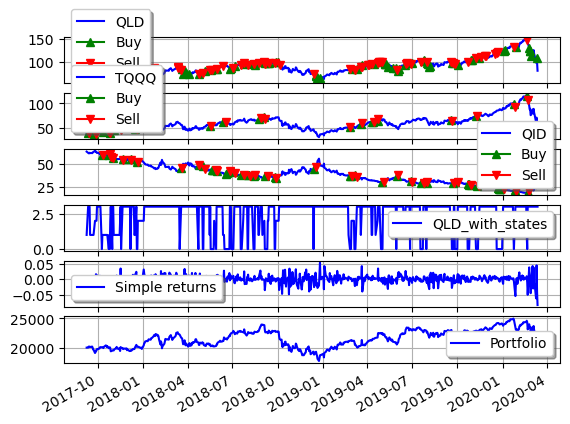 QLD
Buy
Sell
150
100
TQQQ
Buy
Sell
100
50
QID
Buy
Sell
50
25
QLD_with_states
2.5
0.0
Simple returns
0.05
0.00
−0.05
Portfolio
25000
20000
2017-10
2018-01
2018-04
2018-07
2018-10
2019-01
2019-04
2019-07
2019-10
2020-01
2020-04